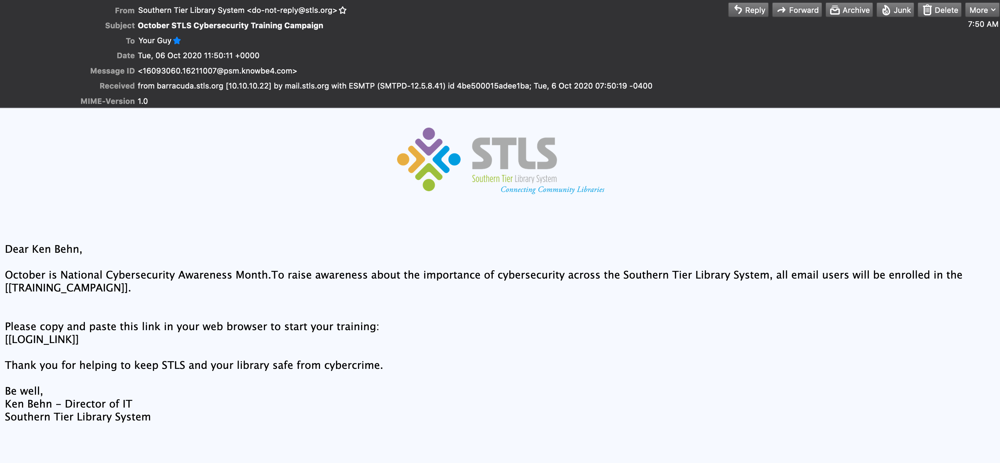 From Southern Tier Library System <do-not-reply@stls.org>
Reply Forward Archive Junk Delete More
Subject October STLS Cybersecurity Training Campaign
7:50 AM
To Your Guy
Date Tue, 06 Oct 2020 11:50:11 +0000
Message ID <16093060.16211007@psm.knowbe4.com>
Received from barracuda.stls.org [10.10.10.22] by mail.stls.org with ESMTP (SMTPD-12.5.8.41) id 4be500015adee1ba; Tue, 6 Oct 2020 07:50:19 -0400
MIME-Version 1.0
STLS
Southern Tier Library System
Connecting Community Libraries
Dear Ken Behn,
October is National Cybersecurity Awareness Month.To raise awareness about the importance of cybersecurity across the Southern Tier Library System, all email users will be enrolled in the
[[TRAINING_CAMPAIGN]].
Please copy and paste this link in your web browser to start your training:
[[LOGIN_LINK]]
Thank you for helping to keep STLS and your library safe from cybercrime.
Be well,
Ken Behn – Director of IT
Southern Tier Library System